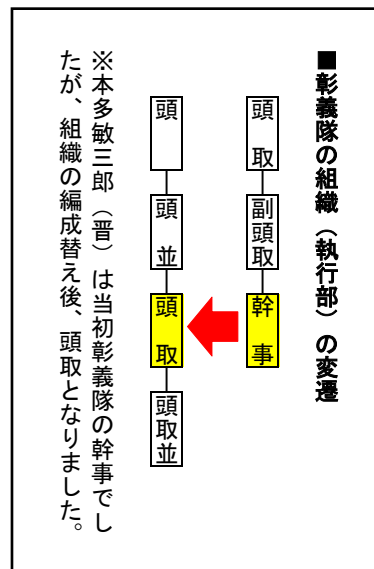 ■彰義隊の組織（執行部）の変遷
頭取
副頭取
幹事
頭
頭並
頭取
頭取並
※本多敏三郎（晋）は当初彰義隊の幹事でし
たが、組織の編成替え後、頭取となりました。